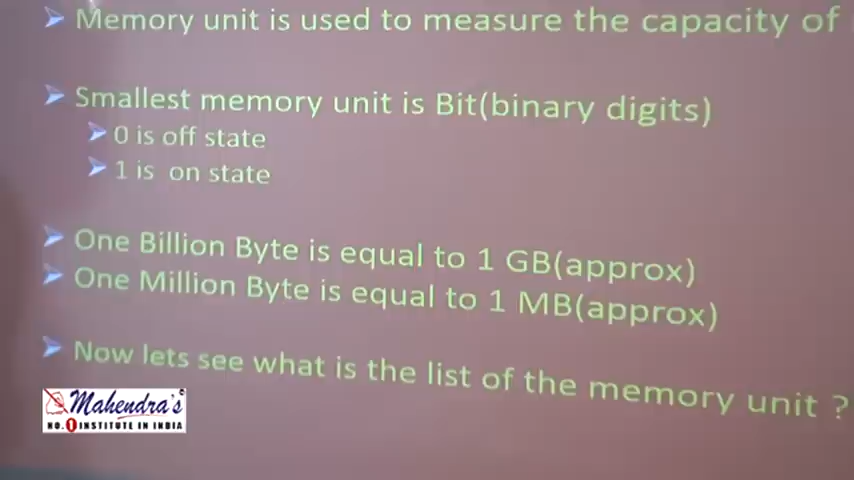 Memory unit is used to measure the capacity of
Smallest memory unit is Bit(binary digits)
0 is off state
1 is on state
One Billion Byte is equal to 1 GB(approx)
One Million Byte is equal to 1 MB(approx)
Now lets see what is the list of the memory unit ?
Mahendra's
NO. 1 INSTITUTE IN INDIA